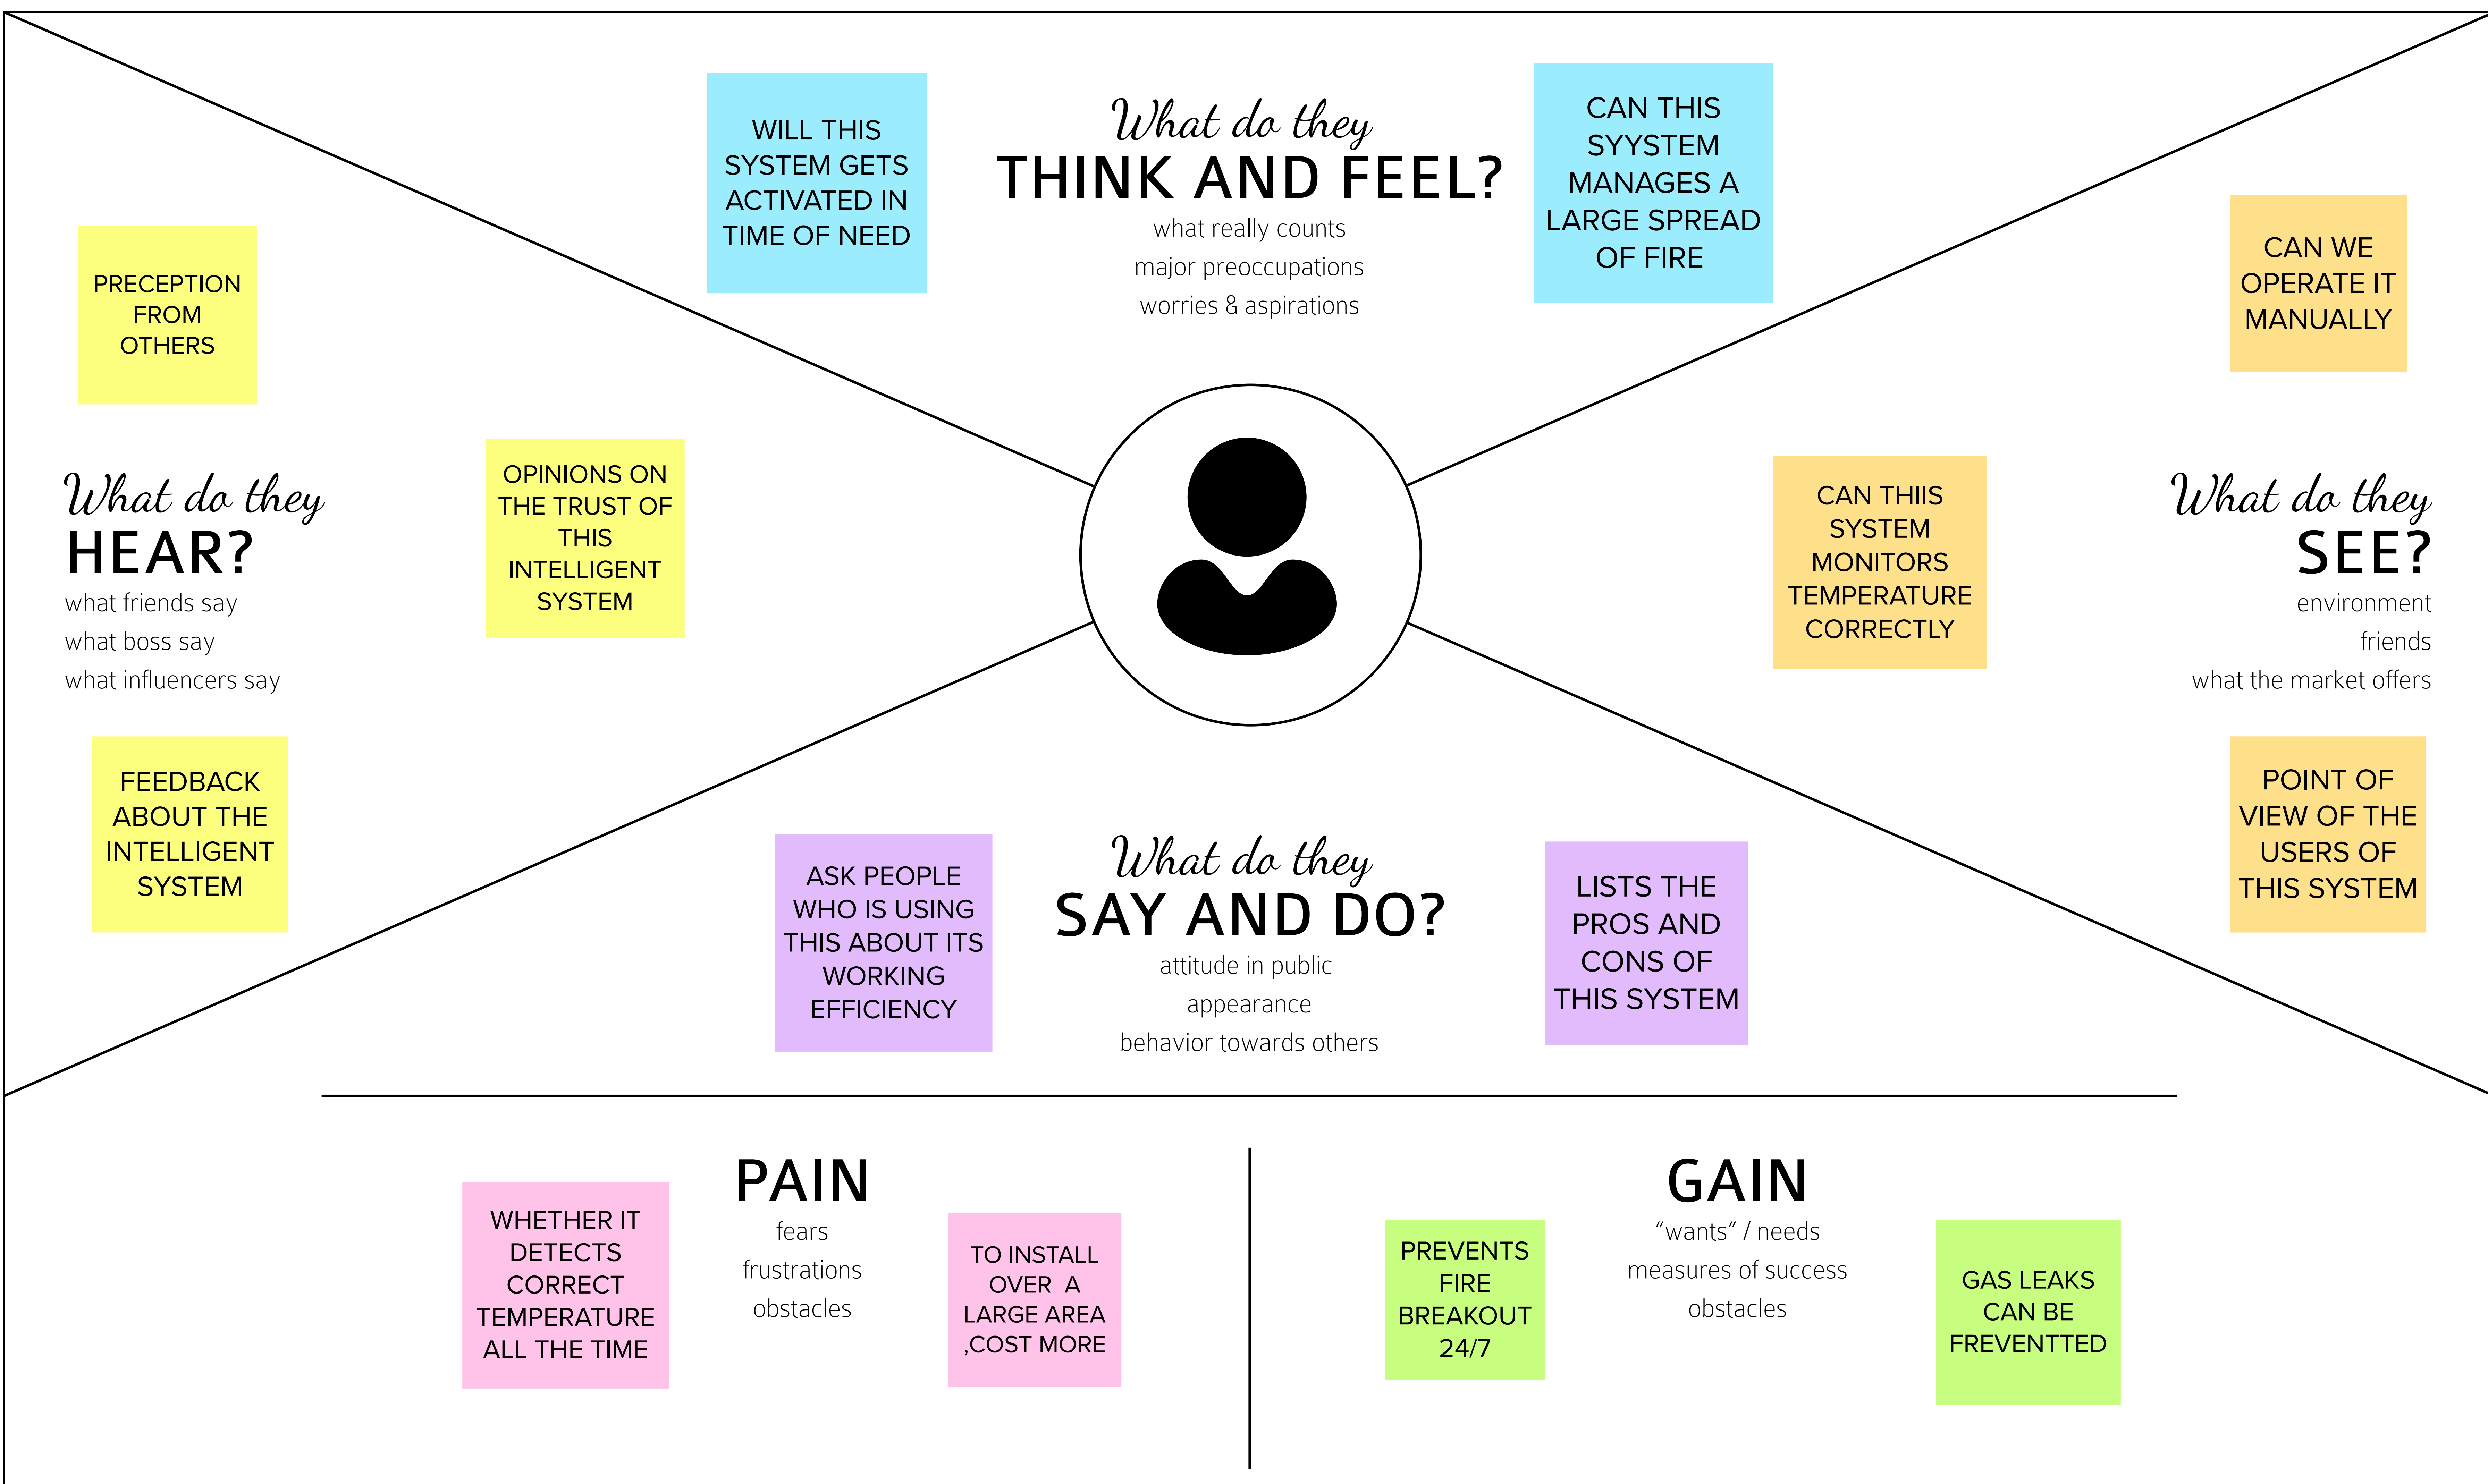 What do they
THINK AND FEEL?
what really counts
major preoccupations
worries & aspirations
WILL THIS
SYSTEM GETS
ACTIVATED IN
TIME OF NEED
CAN THIS
SYYSTEM
MANAGES A
LARGE SPREAD
OF FIRE
PRECEPTION
FROM
OTHERS
What do they
HEAR?
what friends say
what boss say
what influencers say
OPINIONS ON
THE TRUST OF
THIS
INTELLIGENT
SYSTEM
FEEDBACK
ABOUT THE
INTELLIGENT
SYSTEM
CAN WE
OPERATE IT
MANUALLY
CAN THIIS
SYSTEM
MONITORS
TEMPERATURE
CORRECTLY
What do they
SEE?
environment
friends
what the market offers
POINT OF
VIEW OF THE
USERS OF
THIS SYSTEM
ASK PEOPLE
WHO IS USING
THIS ABOUT ITS
WORKING
EFFICIENCY
What do they
SAY AND DO?
attitude in public
appearance
behavior towards others
LISTS THE
PROS AND
CONS OF
THIS SYSTEM
PAIN
fears
frustrations
obstacles
WHETHER IT
DETECTS
CORRECT
TEMPERATURE
ALL THE TIME
TO INSTALL
OVER A
LARGE AREA
,COST MORE
GAIN
“wants” / needs
measures of success
obstacles
PREVENTS
FIRE
BREAKOUT
24/7
GAS LEAKS
CAN BE
FREVENTTED